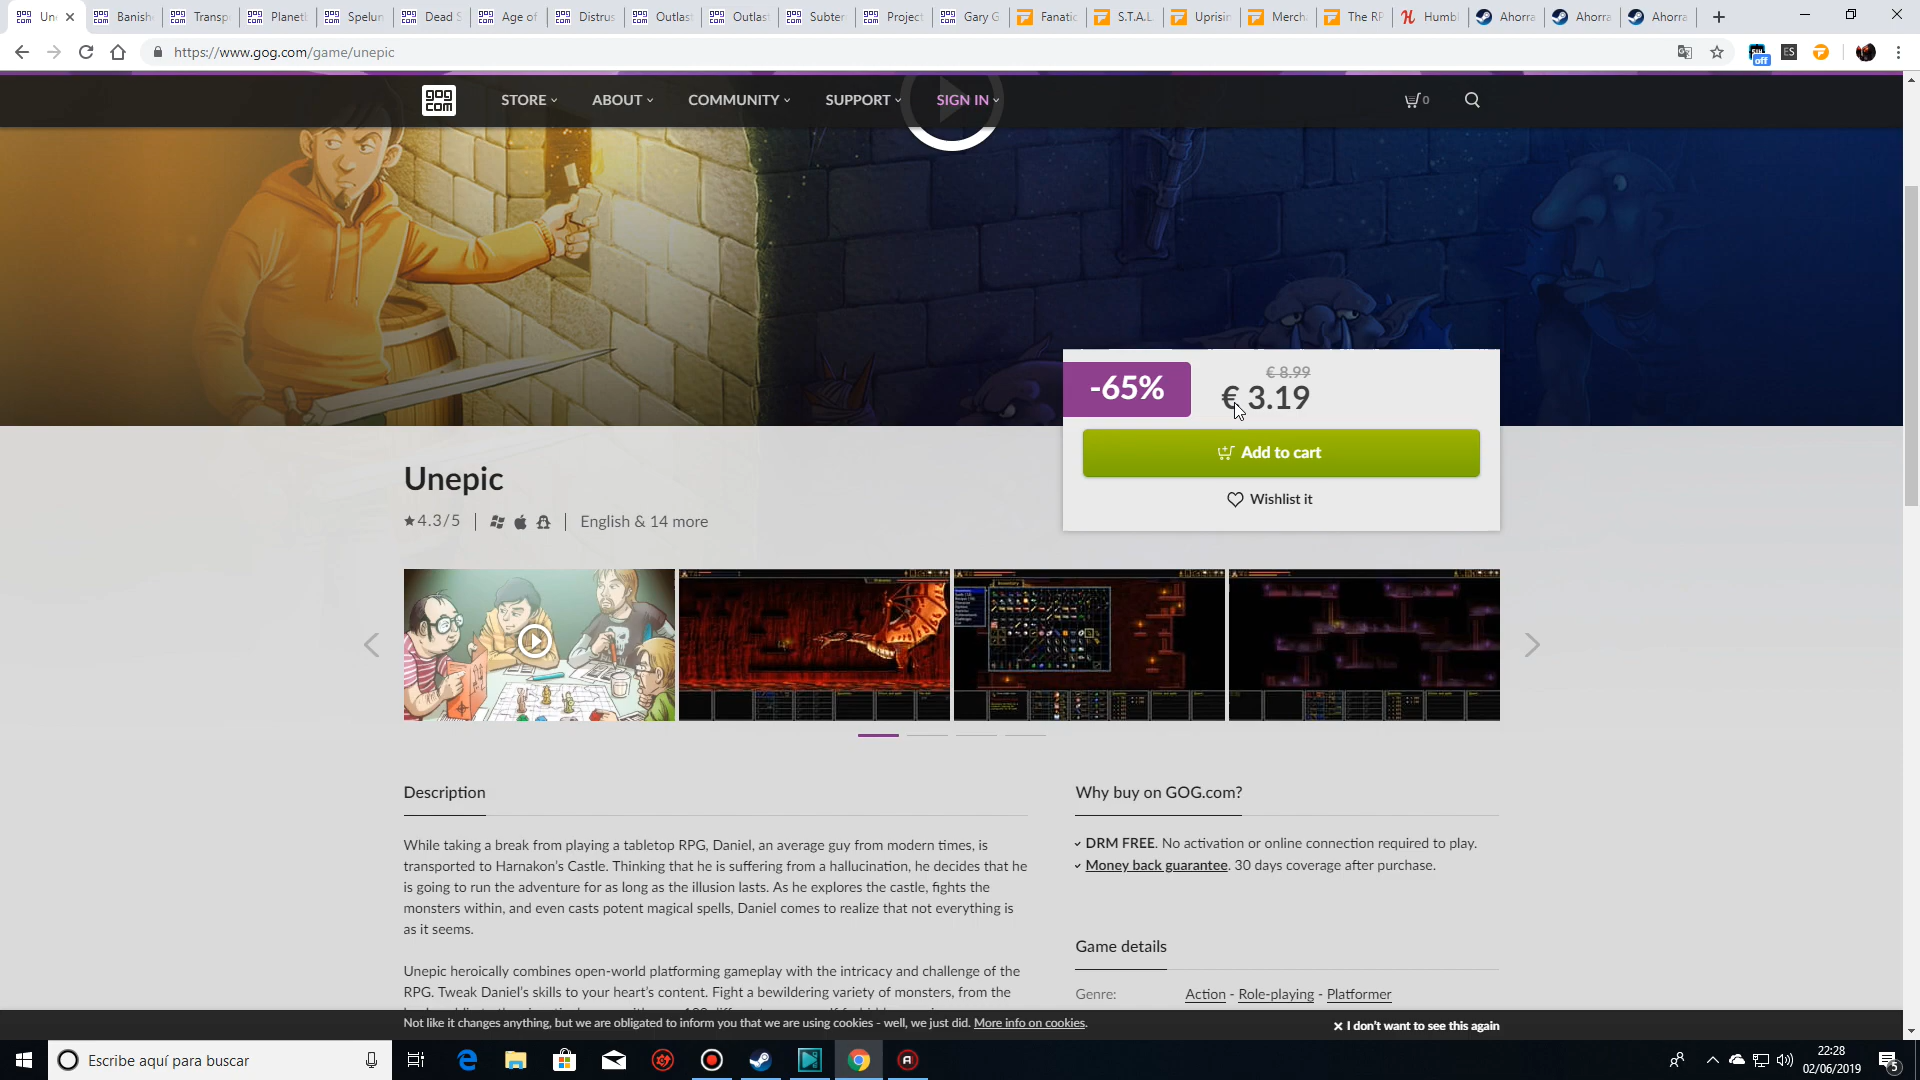 Un
Banish
Transp
Planet
Spelun
Dead S
Age of
Distrus
Outlast
Outlast
Subter
Project
Gary G
Fanatic
S.T.A.L
Uprisin
Merch
The RP
Humbl
Ahorra
Ahorra
Ahorra
https://www.gog.com/game/unepic
off
ES
gog
com
STORE
ABOUT
COMMUNITY
SUPPORT
SIGN IN
0
-65%
€ 8.99
€ 3.19
Add to cart
Wishlist it
Unepic
4.3/5
English & 14 more
Description
While taking a break from playing a tabletop RPG, Daniel, an average guy from modern times, is
transported to Harnakon's Castle. Thinking that he is suffering from a hallucination, he decides that he
is going to run the adventure for as long as the illusion lasts. As he explores the castle, fights the
monsters within, and even casts potent magical spells, Daniel comes to realize that not everything is
as it seems.
Unepic heroically combines open-world platforming gameplay with the intricacy and challenge of the
RPG. Tweak Daniel's skills to your heart's content. Fight a bewildering variety of monsters, from the
Why buy on GOG.com?
DRM FREE. No activation or online connection required to play.
Money back guarantee. 30 days coverage after purchase.
Game details
Genre: Action - Role-playing - Platformer
Not like it changes anything, but we are obligated to inform you that we are using cookies - well, we just did. More info on cookies.
I don't want to see this again
Escribe aquí para buscar
22:28
02/06/2019
5